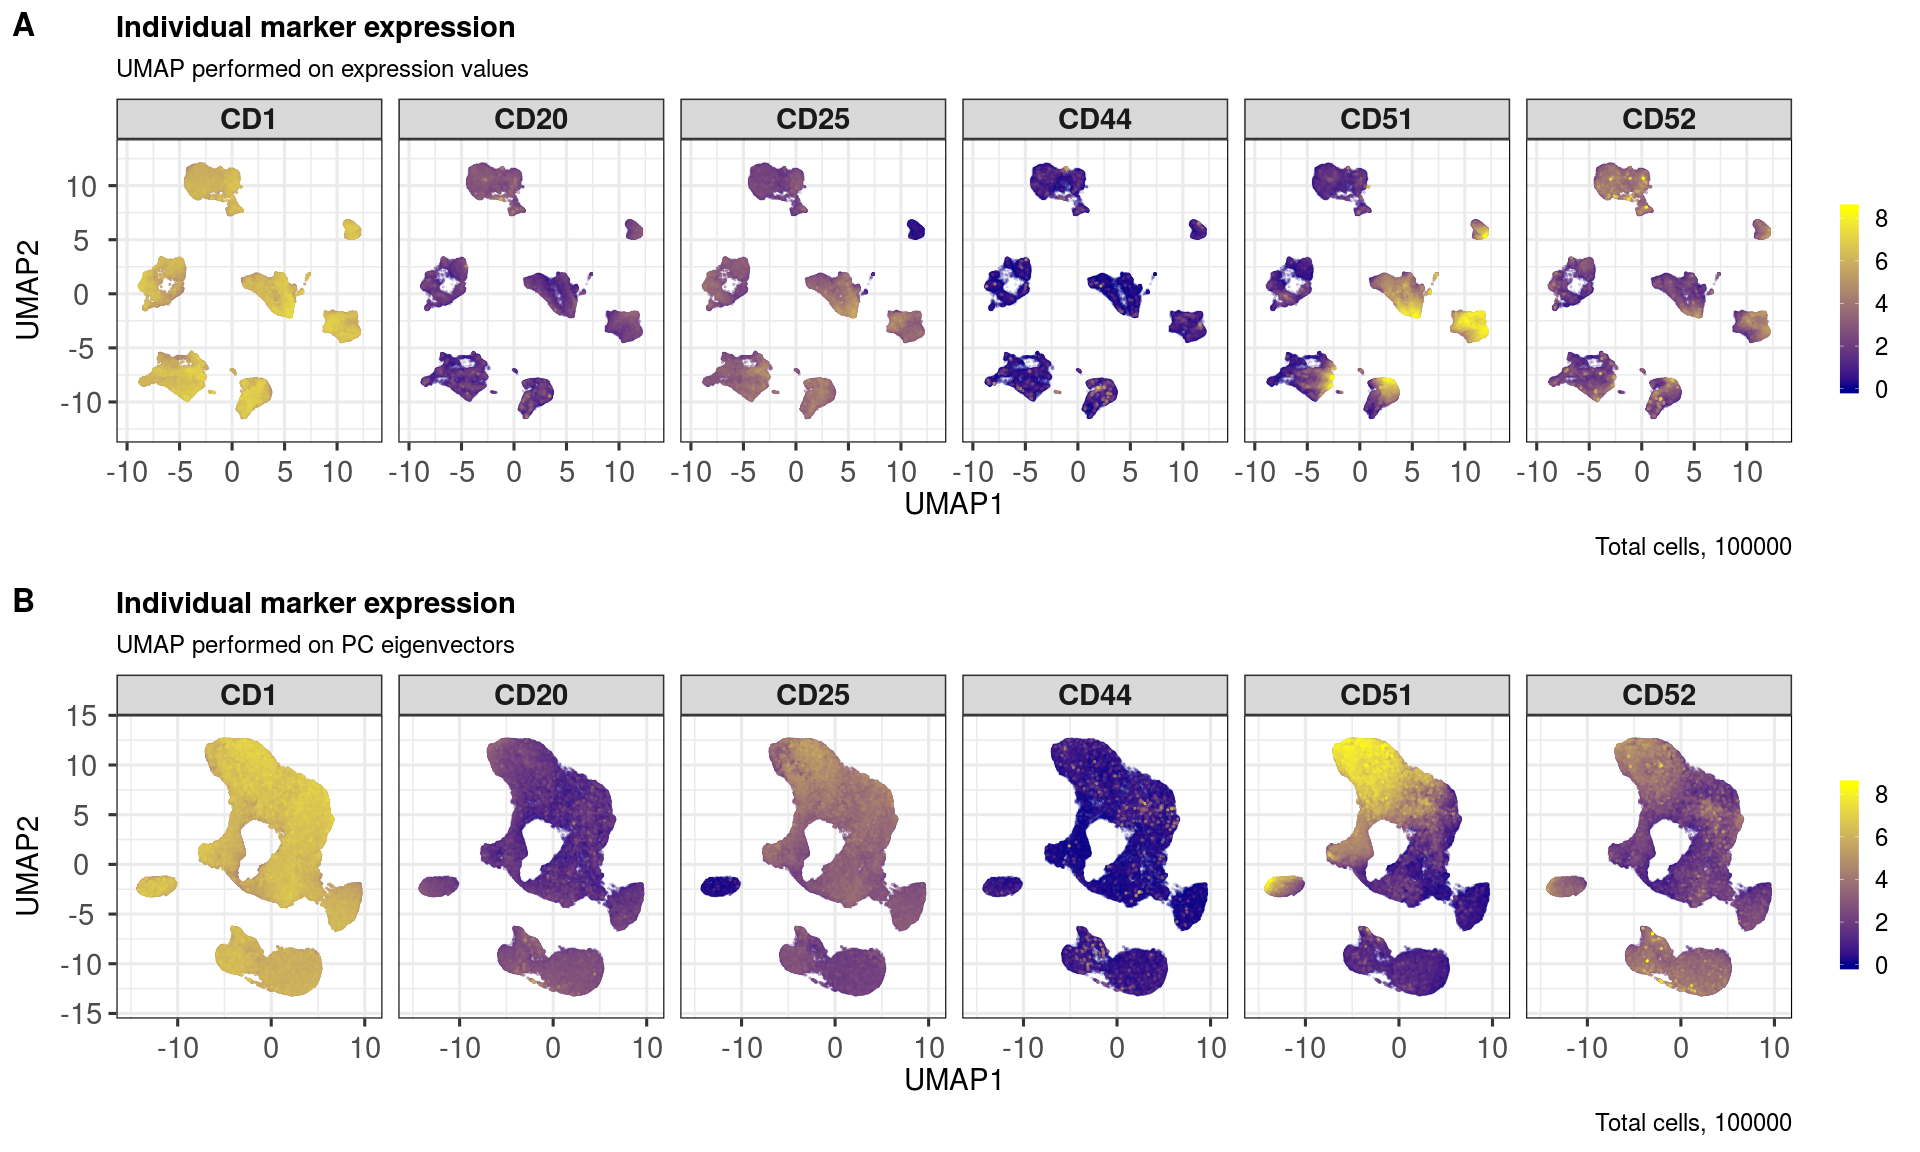 A
Individual marker expression
UMAP performed on expression values
CD1 CD20 CD25 CD44 CD51 CD52
10
5
0
-5
-10
UMAP2
-10 -5 0 5 10 -10 -5 0 5 10 -10 -5 0 5 10 -10 -5 0 5 10 -10 -5 0 5 10 -10 -5 0 5 10
UMAP1
8
6
4
2
0
Total cells, 100000
B
Individual marker expression
UMAP performed on PC eigenvectors
CD1 CD20 CD25 CD44 CD51 CD52
15
10
5
0
-5
-10
-15
UMAP2
-10 0 10 -10 0 10 -10 0 10 -10 0 10 -10 0 10 -10 0 10
UMAP1
8
6
4
2
0
Total cells, 100000